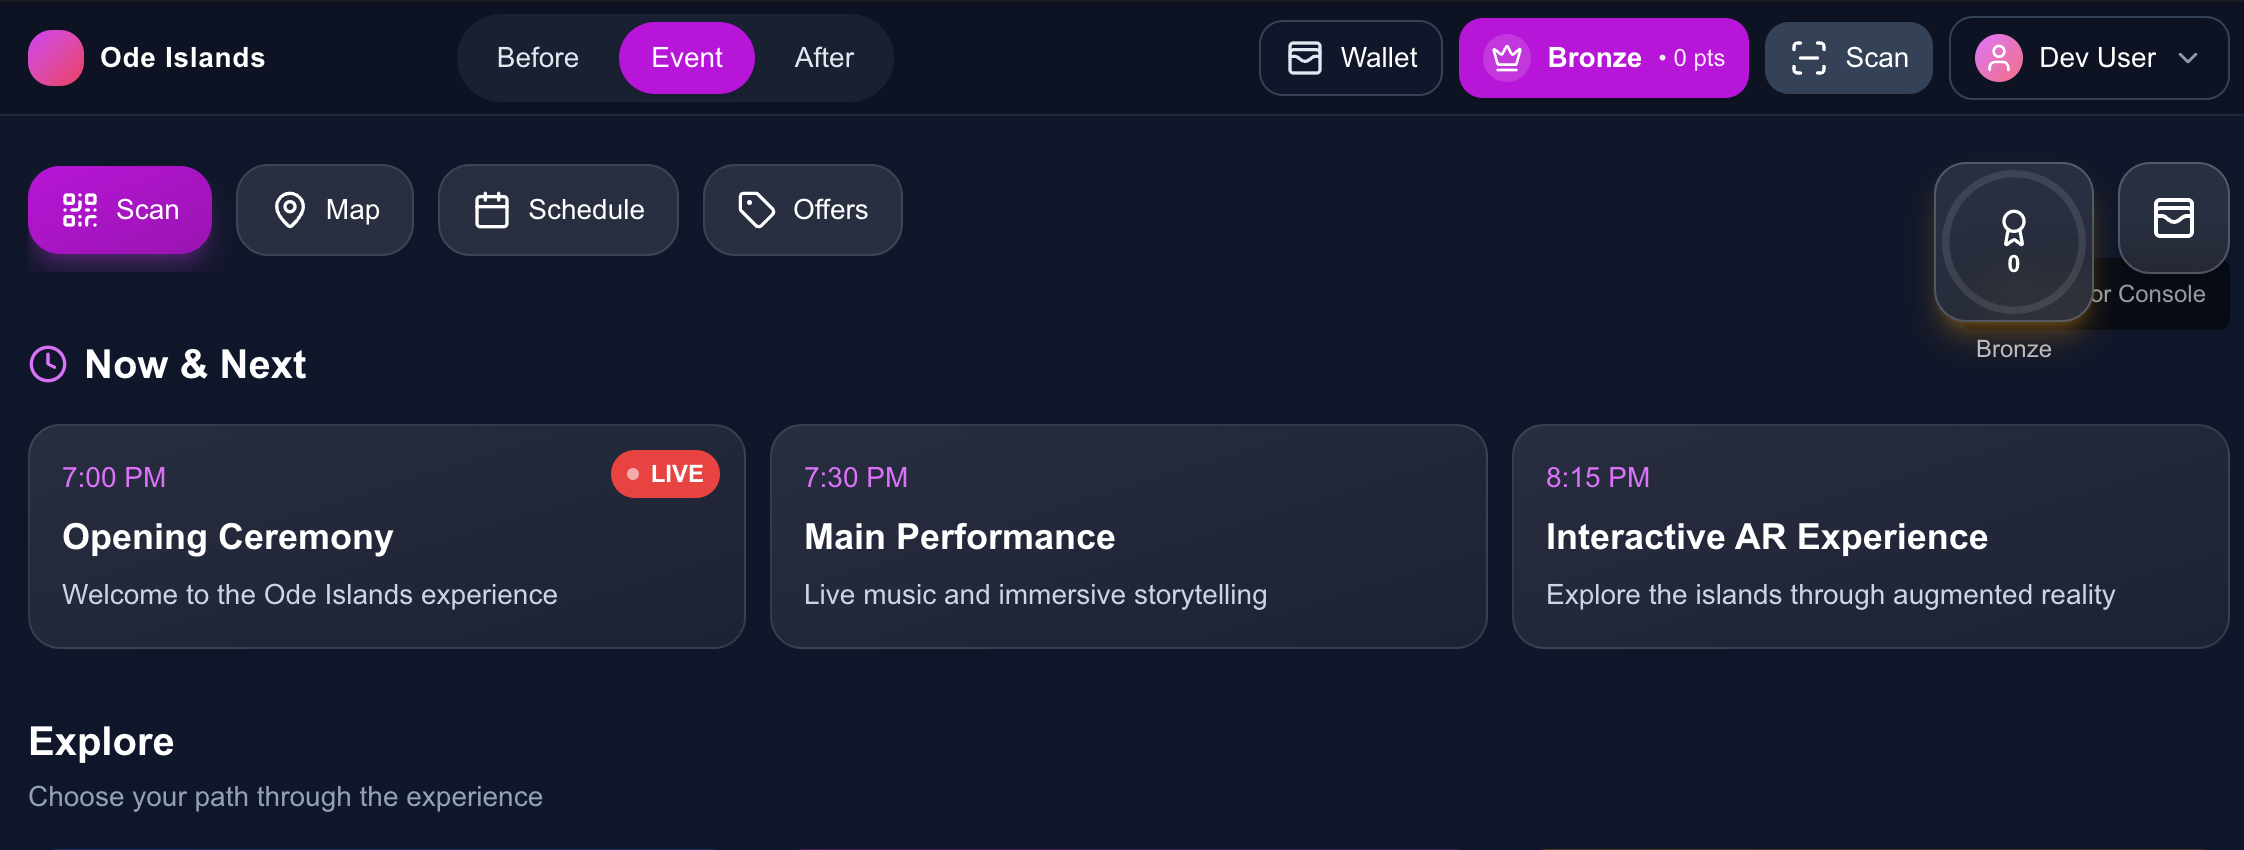 Ode Islands
Before
Event
After
Wallet
Bronze • 0 pts
Scan
Dev User
Scan
Map
Schedule
Offers
0
Bronze
Console
Now & Next
7:00 PM
LIVE
Opening Ceremony
Welcome to the Ode Islands experience
7:30 PM
Main Performance
Live music and immersive storytelling
8:15 PM
Interactive AR Experience
Explore the islands through augmented reality
Explore
Choose your path through the experience